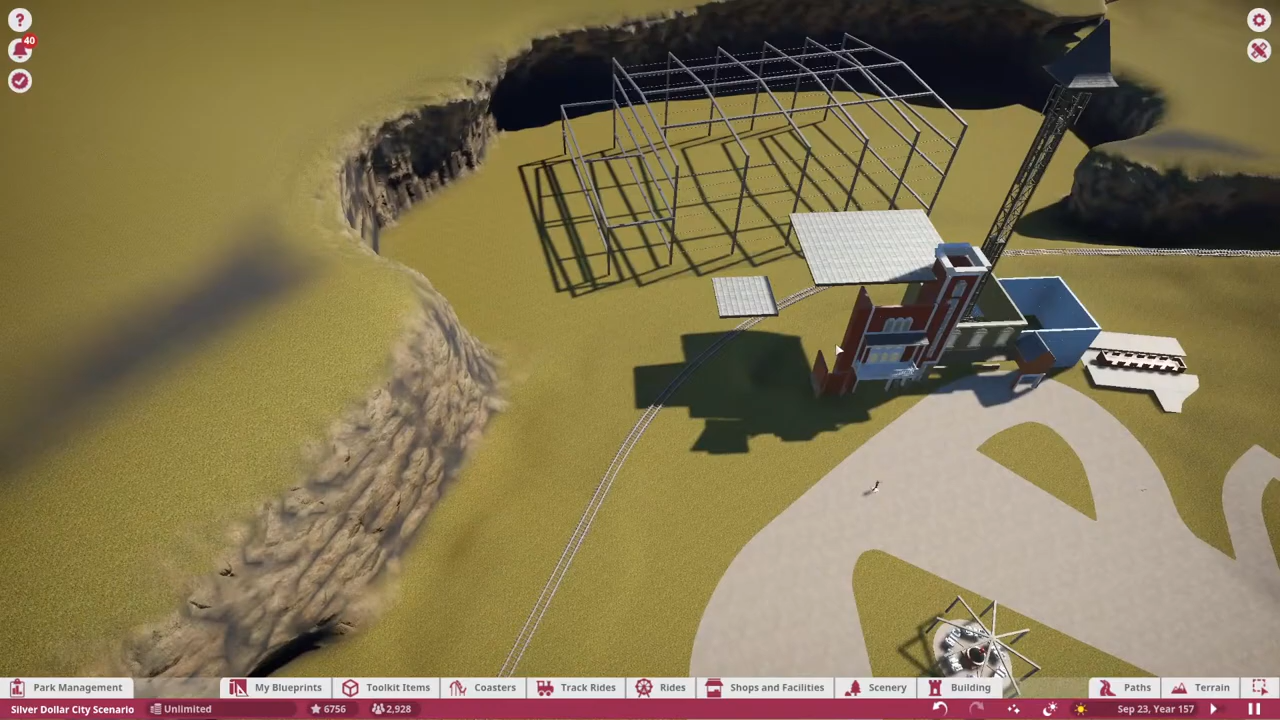 ?
40
Park Management
My Blueprints
Toolkit Items
Coasters
Track Rides
Rides
Shops and Facilities
Scenery
Building
Paths
Terrain
Silver Dollar City Scenario
Unlimited
6756
2,928
Sep 23, Year 157